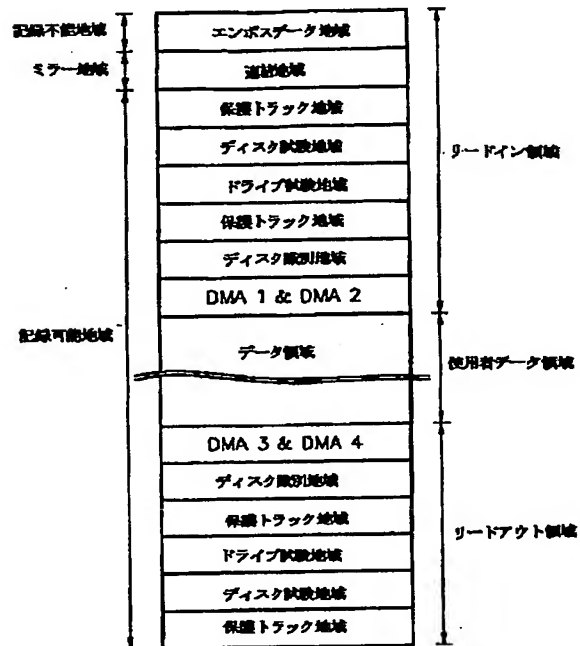 記録不能地域
エンボスデータ地域
ミラー地域
連結地域
保護トラック地域
ディスク試験地域
リードイン領域
ドライブ試験地域
保護トラック地域
ディスク識別地域
DMA 1 & DMA 2
記録可能地域
データ領域
使用者データ領域
DMA 3 & DMA 4
ディスク識別地域
保護トラック地域
リードアウト領域
ドライブ試験地域
ディスク試験地域
保護トラック地域